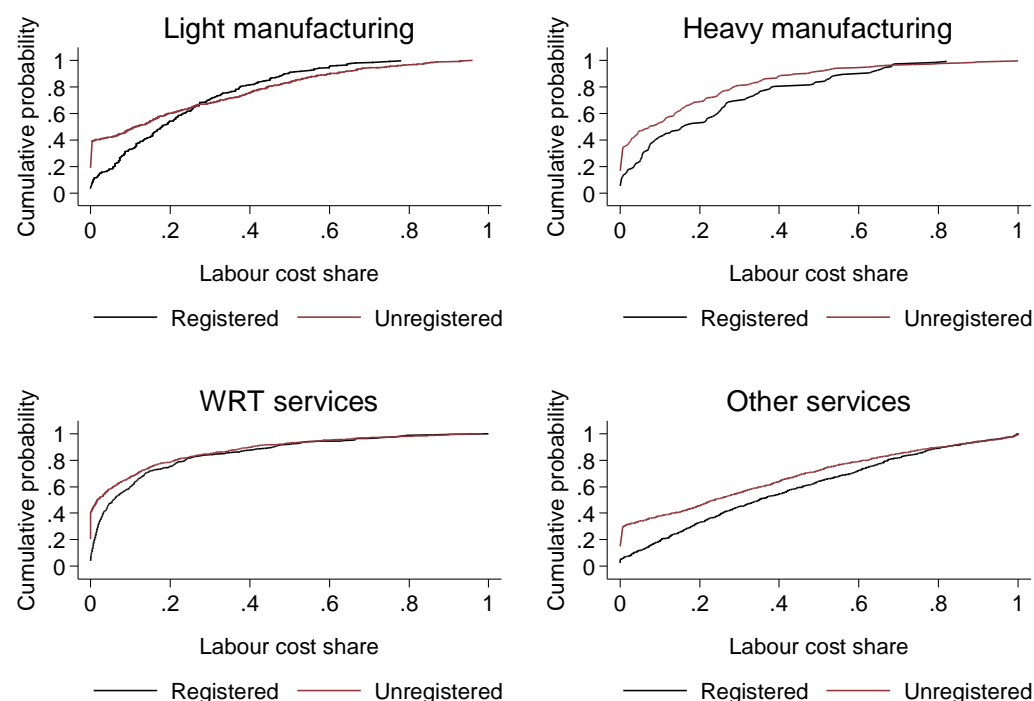 Light manufacturing
Cumulative probability
1
.8
.6
.4
.2
0
0 .2 .4 .6 .8 1
Labour cost share
Registered Unregistered
Heavy manufacturing
Cumulative probability
1
.8
.6
.4
.2
0
0 .2 .4 .6 .8 1
Labour cost share
Registered Unregistered
WRT services
Cumulative probability
1
.8
.6
.4
.2
0
0 .2 .4 .6 .8 1
Labour cost share
Registered Unregistered
Other services
Cumulative probability
1
.8
.6
.4
.2
0
0 .2 .4 .6 .8 1
Labour cost share
Registered Unregistered